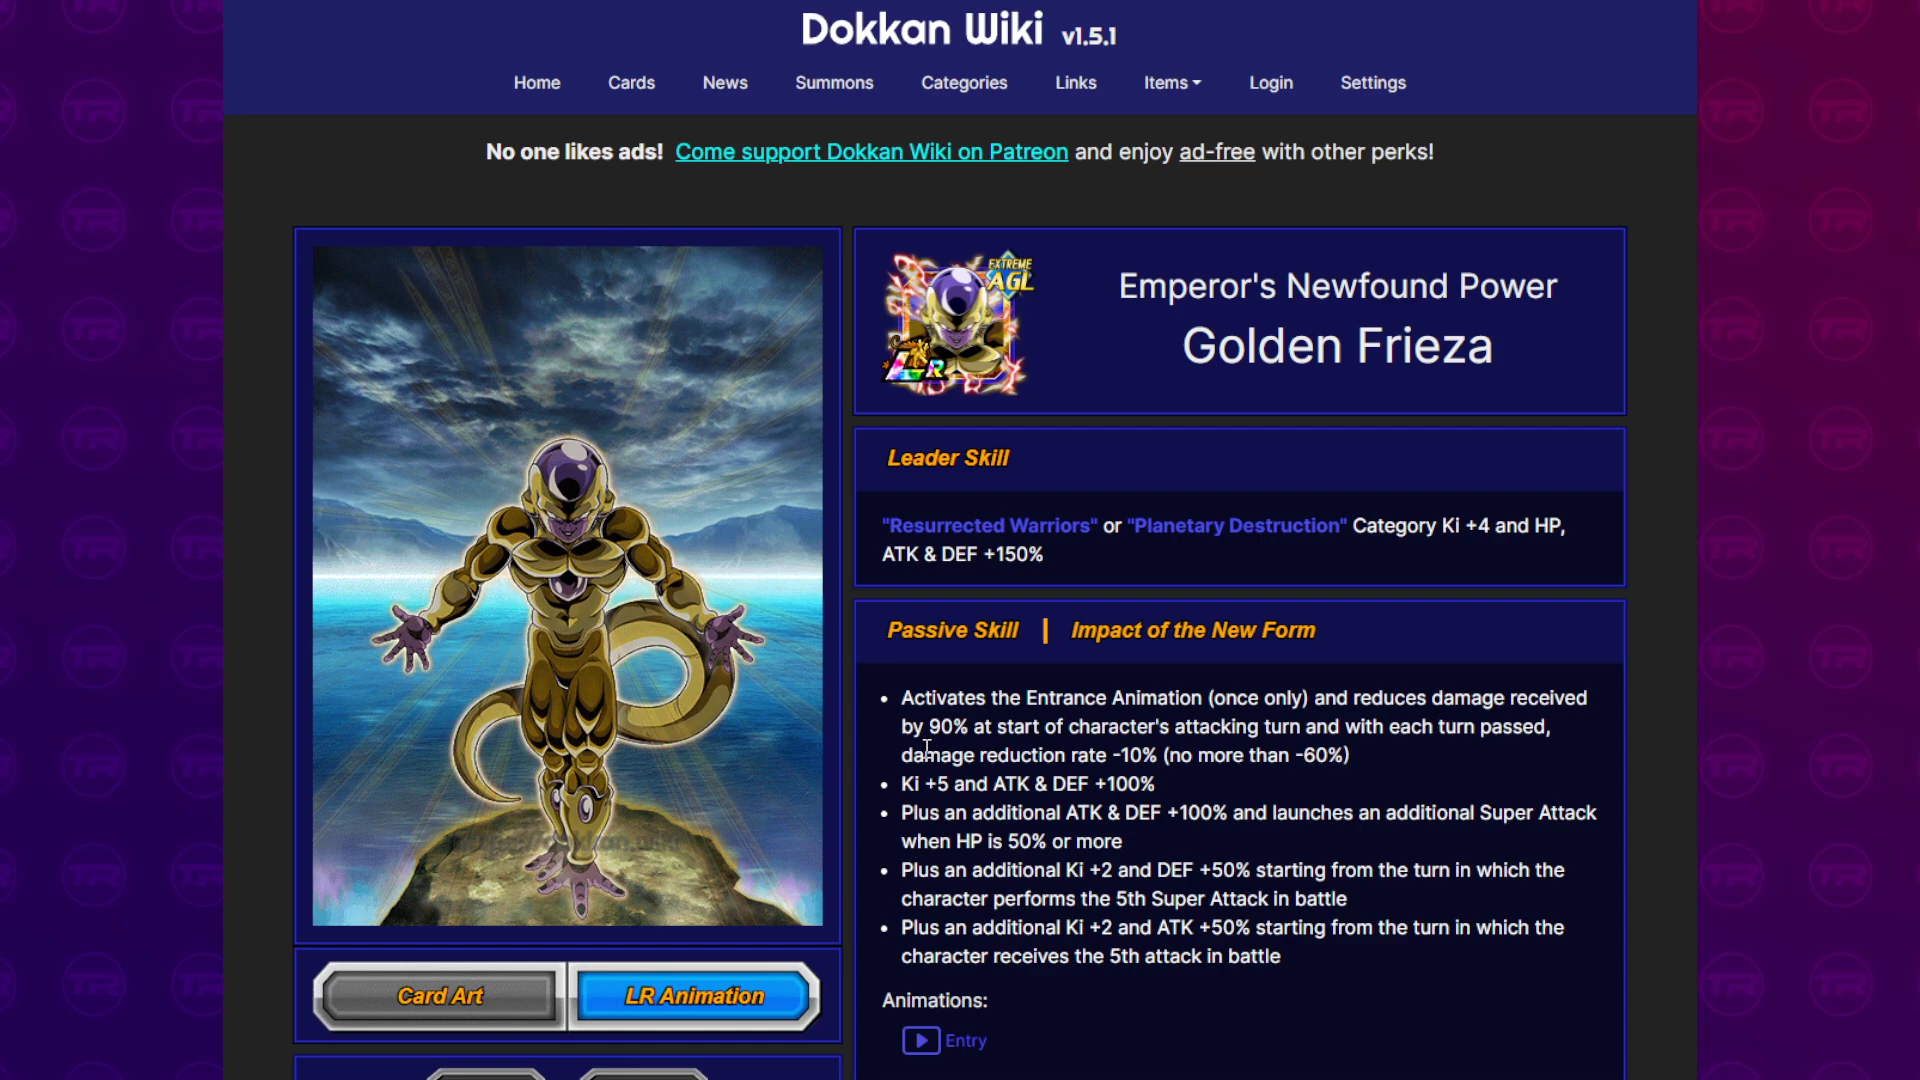 Dokkan Wiki v1.5.1
Home Cards News Summons Categories Links Items Login Settings
No one likes ads! Come support Dokkan Wiki on Patreon and enjoy ad-free with other perks!
EXTREME
AGL
LR
Emperor's Newfound Power
Golden Frieza
Leader Skill
"Resurrected Warriors" or "Planetary Destruction" Category Ki +4 and HP,
ATK & DEF +150%
Passive Skill | Impact of the New Form
• Activates the Entrance Animation (once only) and reduces damage received
by 90% at start of character's attacking turn and with each turn passed,
damage reduction rate -10% (no more than -60%)
• Ki +5 and ATK & DEF +100%
• Plus an additional ATK & DEF +100% and launches an additional Super Attack
when HP is 50% or more
• Plus an additional Ki +2 and DEF +50% starting from the turn in which the
character performs the 5th Super Attack in battle
• Plus an additional Ki +2 and ATK +50% starting from the turn in which the
character receives the 5th attack in battle
Animations:
Entry
Card Art
LR Animation